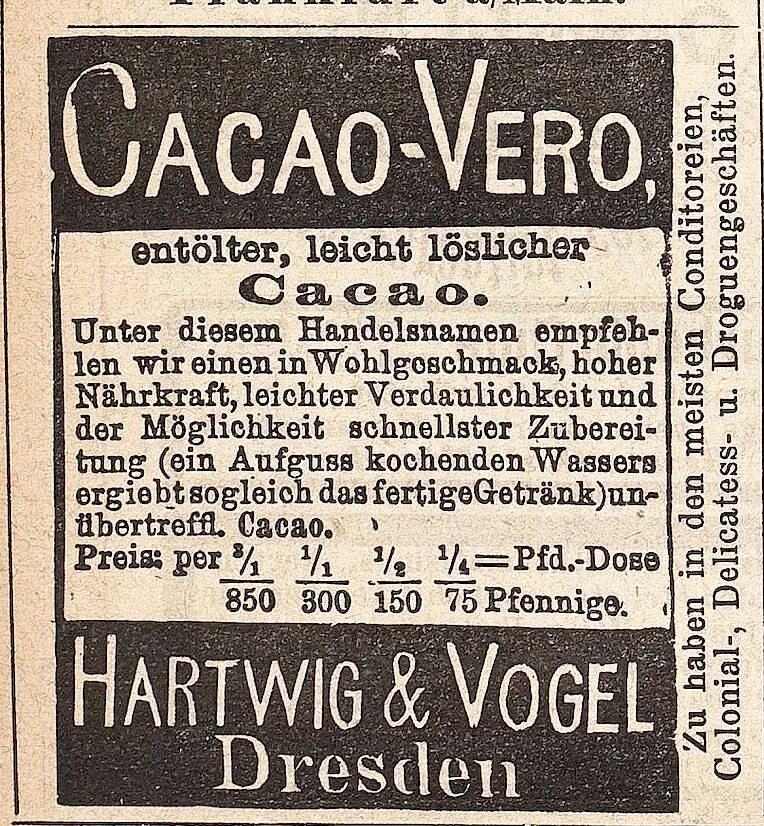 Frankfurt a/Main.
CACAO-VERO,
entölter, leicht löslicher
Cacao.
Unter diesem Handelsnamen empfeh-
len wir einen in Wohlgeschmack, hoher
Nährkraft, leichter Verdaulichkeit und
der Möglichkeit schnellster Zuberei-
tung (ein Aufguss kochenden Wassers
ergiebt sogleich das fertige Getränk) un-
übertreffl. Cacao.
Preis: per 3/1 1/1 1/2 1/4 = Pfd.-Dose
850 300 150 75 Pfennige.
HARTWIG & VOGEL
Dresden
Zu haben in den meisten Conditoreien,
Colonial-, Delicatess- u. Droguengeschäften.